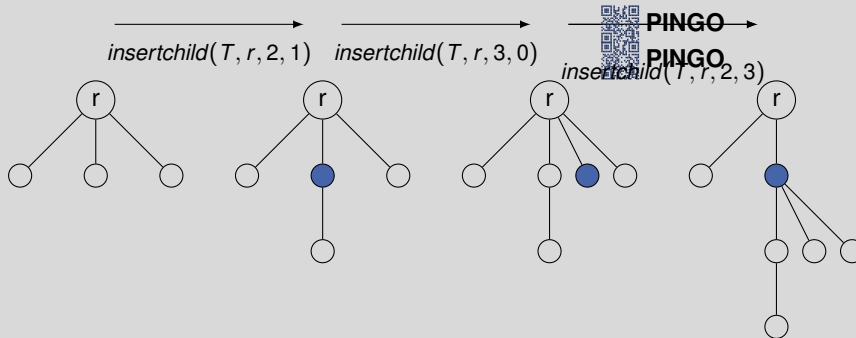 PINGO
PINGO
insertchild(T, r, 2, 1)
insertchild(T, r, 3, 0)
insertchild(T, r, 2, 3)
r
r
r
r